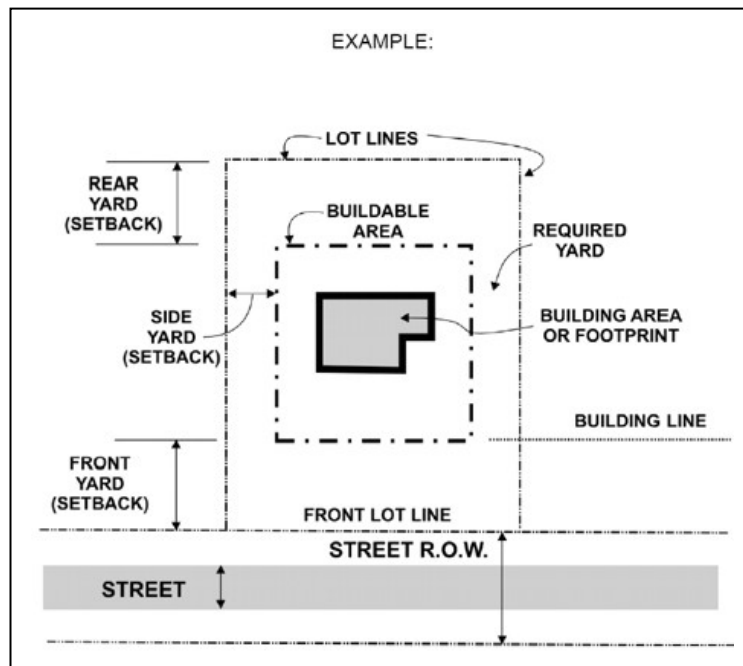 EXAMPLE:
LOT LINES
REAR
YARD
(SETBACK)
BUILDABLE
AREA
REQUIRED
YARD
SIDE
YARD
(SETBACK)
BUILDING AREA
OR FOOTPRINT
BUILDING LINE
FRONT
YARD
(SETBACK)
FRONT LOT LINE
STREET R.O.W.
STREET